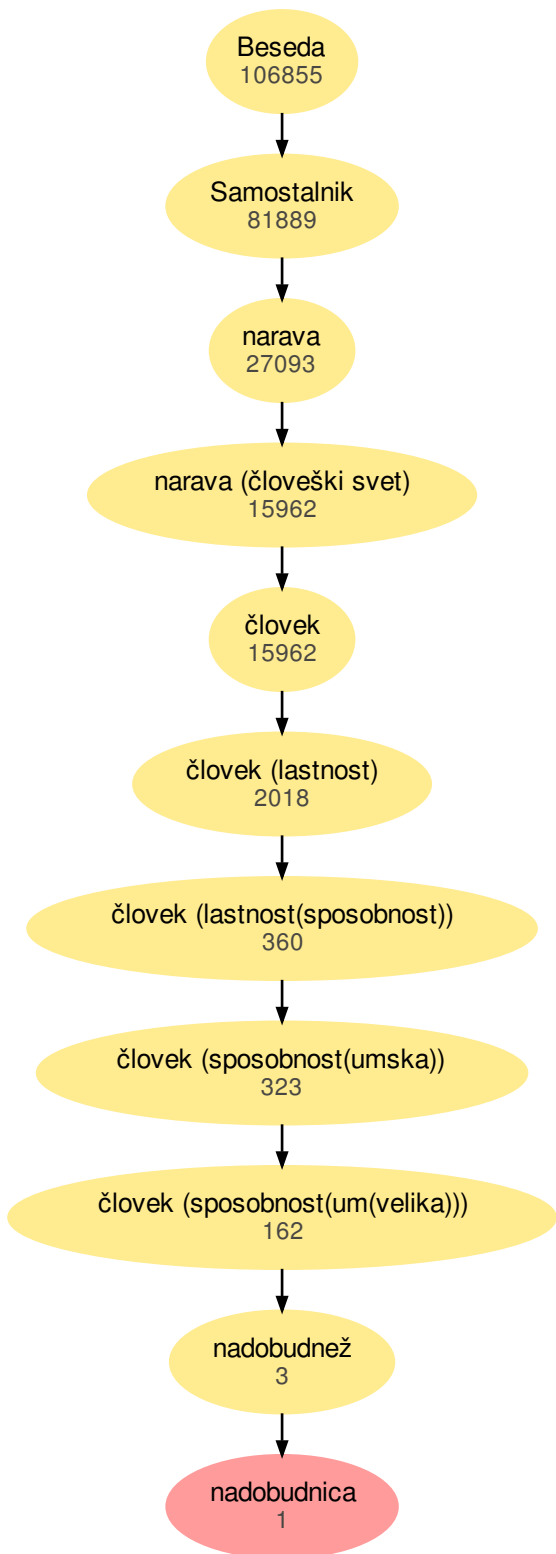 Beseda
106855
Samostalnik
81889
narava
27093
narava (človeški svet)
15962
človek
15962
človek (lastnost)
2018
človek (lastnost(sposobnost))
360
človek (sposobnost(umska))
323
človek (sposobnost(um(velika)))
162
nadobudnež
3
nadobudnica
1